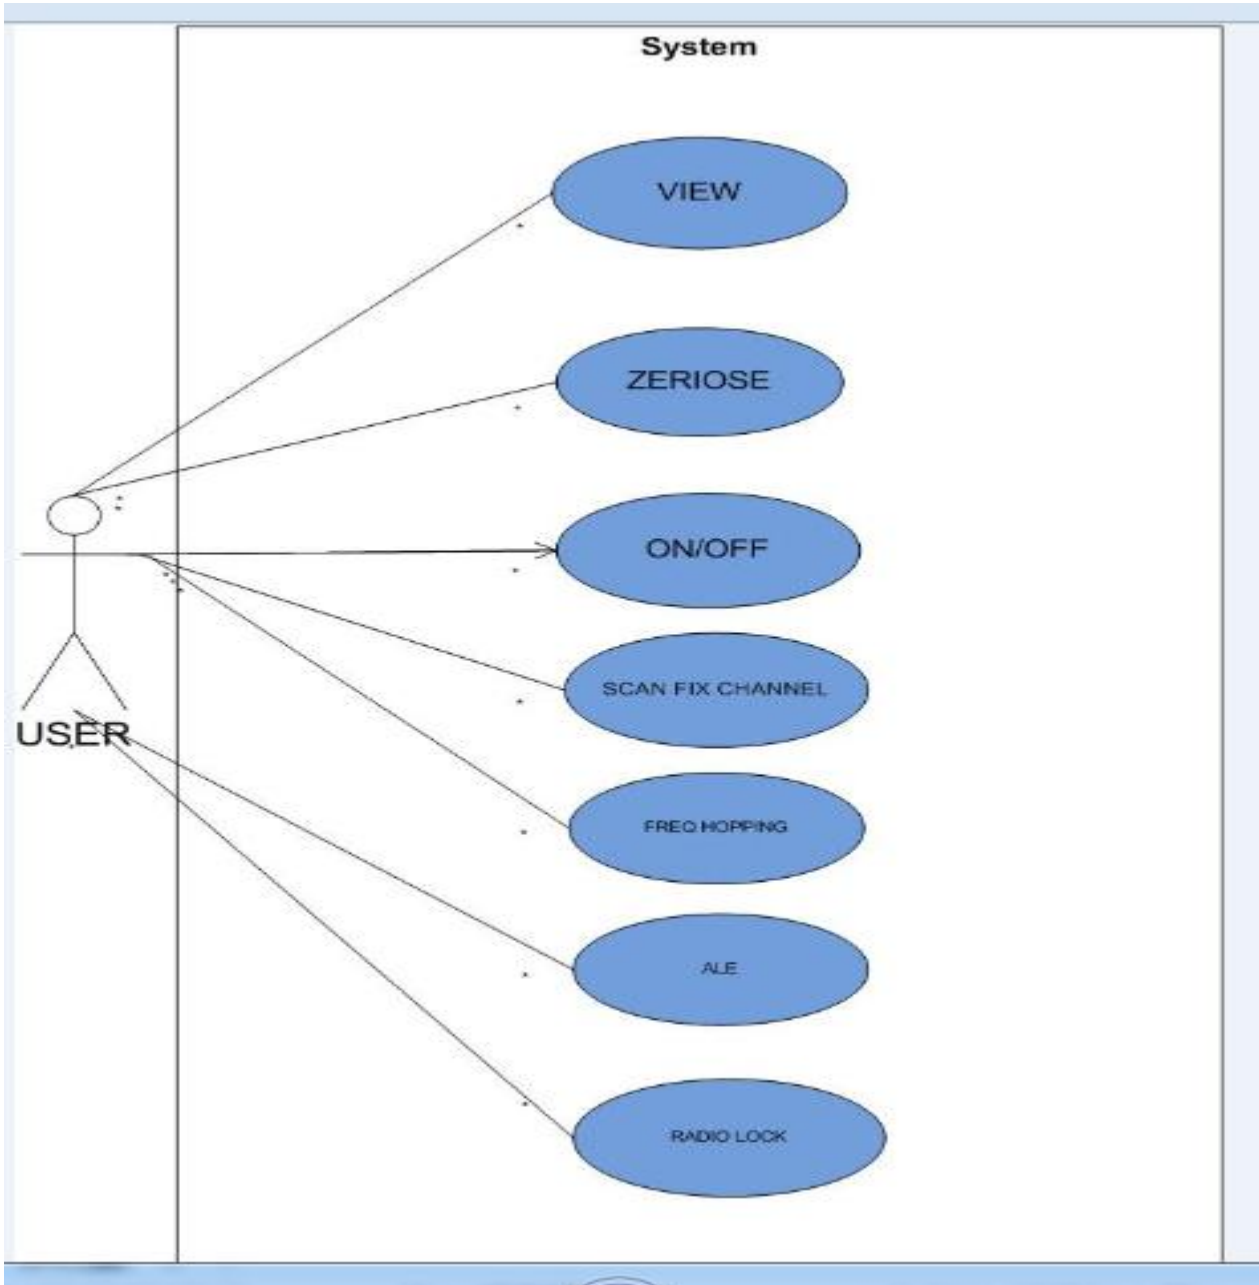 System
VIEW
ZERIOSE
ON/OFF
SCAN FIX CHANNEL
USER
FREQ HOPPING
ALE
RADIO LOCK